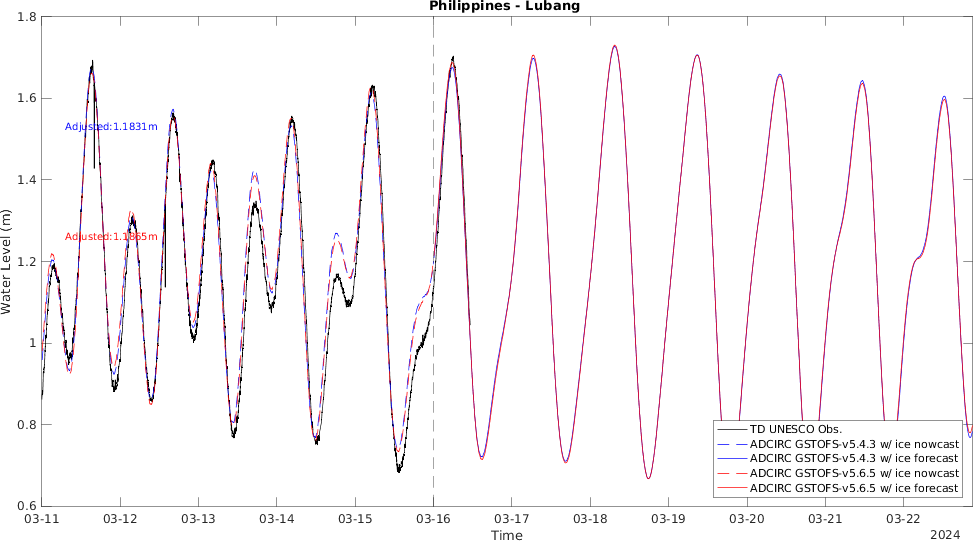 Philippines - Lubang
1.8
1.6
1.4
1.2
1
0.8
0.6
Water Level (m)
Adjusted:1.1831m
Adjusted:1.1865m
TD UNESCO Obs.
ADCIRC GSTOFS-v5.4.3 w/ ice nowcast
ADCIRC GSTOFS-v5.4.3 w/ ice forecast
ADCIRC GSTOFS-v5.6.5 w/ ice nowcast
ADCIRC GSTOFS-v5.6.5 w/ ice forecast
03-11 03-12 03-13 03-14 03-15 03-16 03-17 03-18 03-19 03-20 03-21 03-22
Time
2024